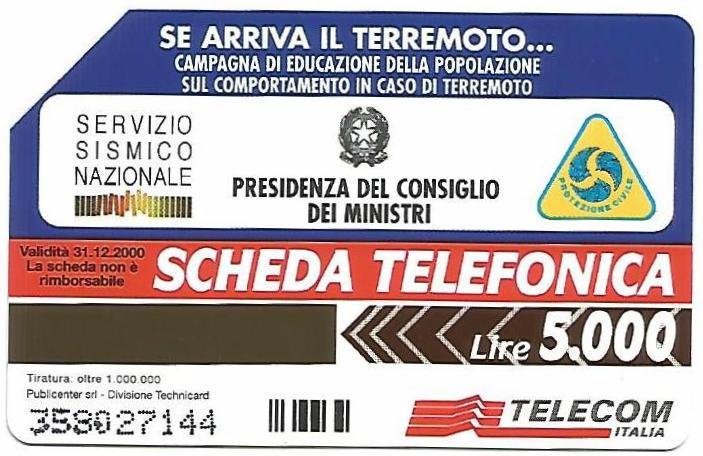 SE ARRIVA IL TERREMOTO...
CAMPAGNA DI EDUCAZIONE DELLA POPOLAZIONE
SUL COMPORTAMENTO IN CASO DI TERREMOTO
SERVIZIO
SISMICO
NAZIONALE
PRESIDENZA DEL CONSIGLIO
DEI MINISTRI
PROTEZIONE CIVILE
Validità 31.12.2000
La scheda non è
rimborsabile
SCHEDA TELEFONICA
Lire 5.000
Tiratura: oltre 1.000.000
Publicenter srl - Divisione Technicard
358027144
TELECOM
ITALIA